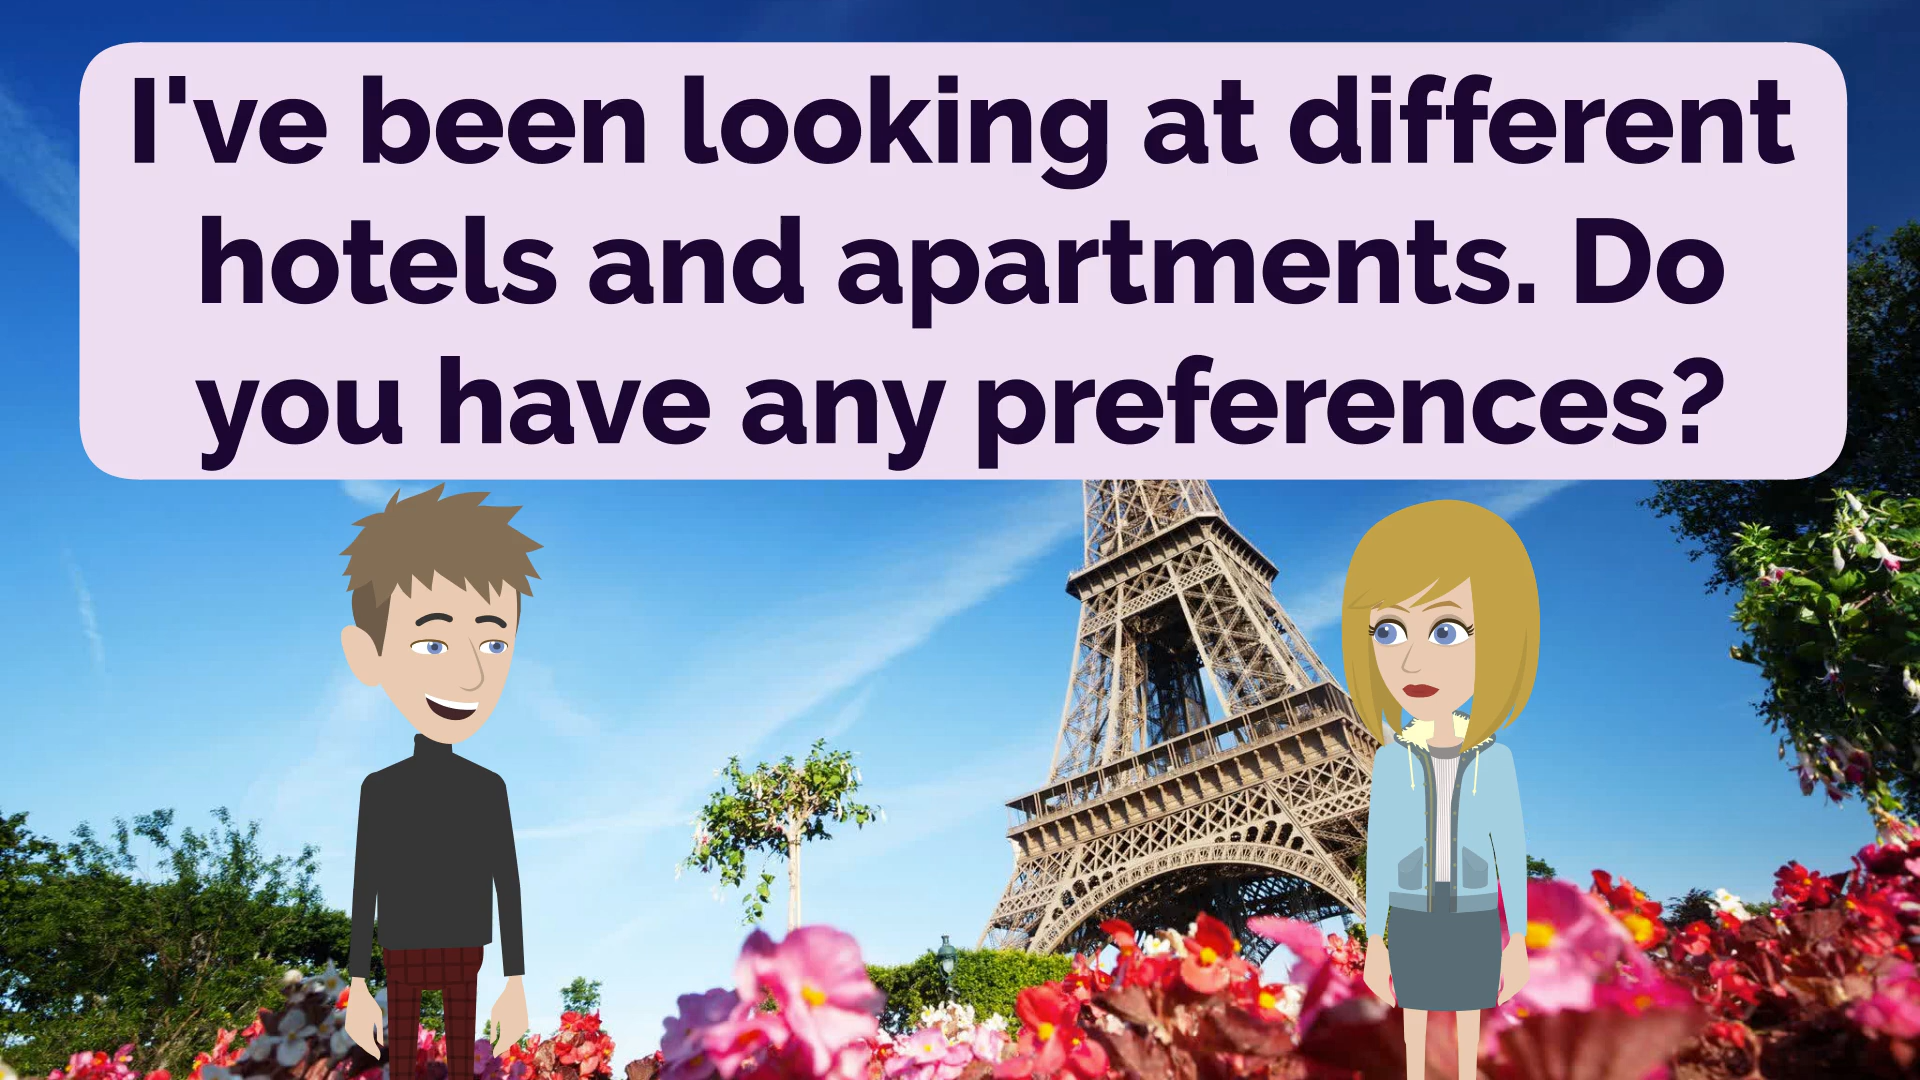 I've been looking at different
hotels and apartments. Do
you have any preferences?